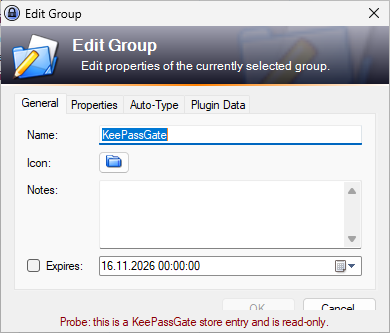 Edit Group
Edit Group
Edit properties of the currently selected group.
General
Properties
Auto-Type
Plugin Data
Name:
KeePassGate
Icon:
Notes:
Expires:
16.11.2026 00:00:00
OK
Cancel
Probe: this is a KeePassGate store entry and is read-only.